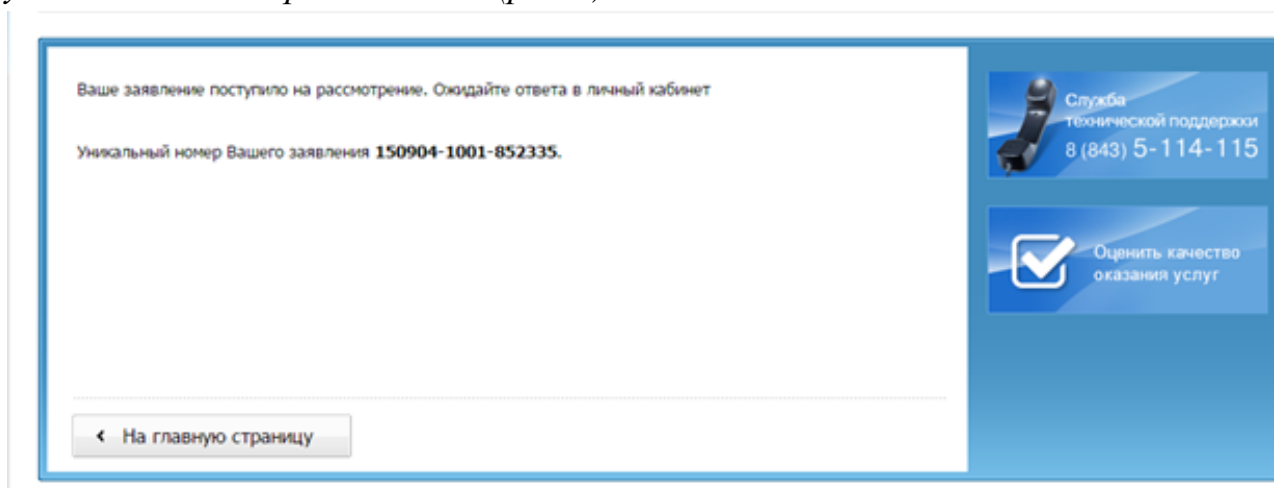 Ваше заявление поступило на рассмотрение. Ожидайте ответа в личный кабинет
Уникальный номер Вашего заявления 150904-1001-852335.
На главную страницу
Служба
технической поддержки
8 (843) 5-114-115
Оценить качество
оказания услуг